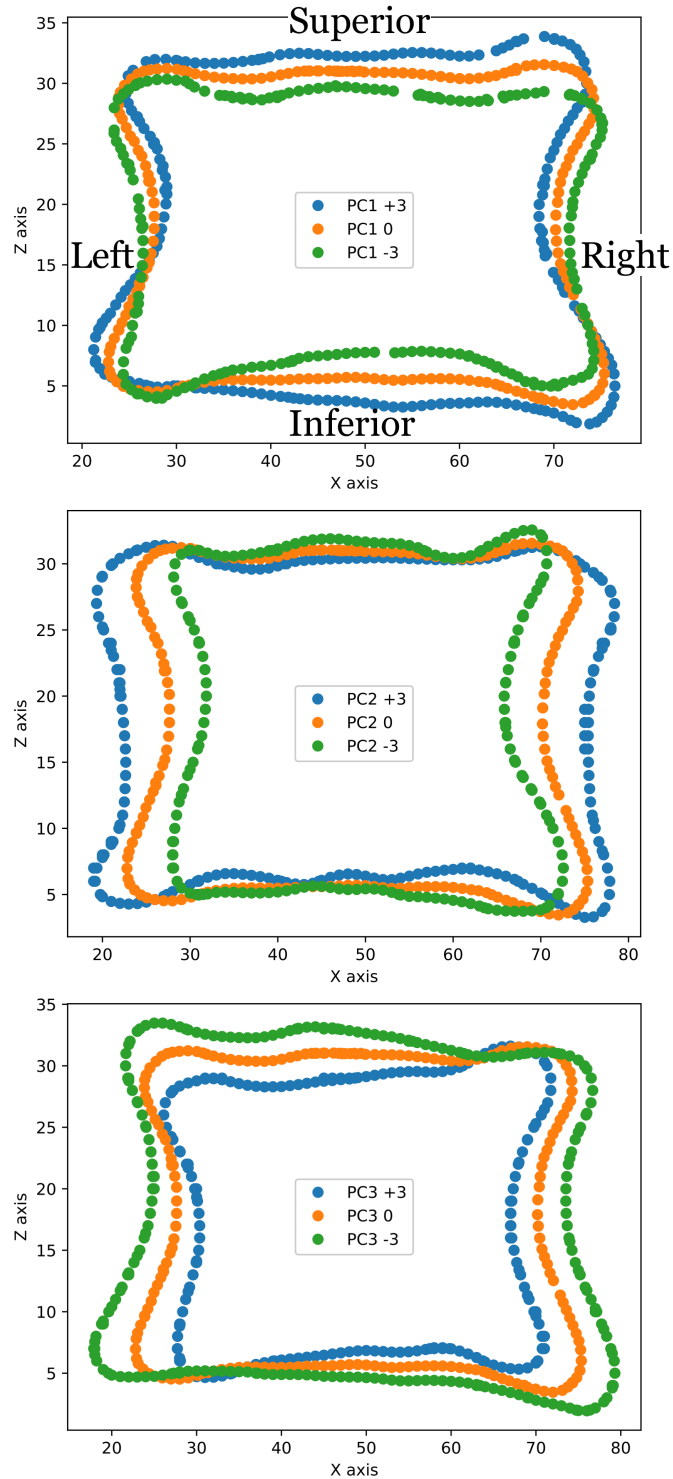 Superior
35
30
25
20
15
10
5
Z axis
PC1 +3
PC1 0
PC1 -3
Left
Right
Inferior
20
30
40
50
60
70
X axis
30
25
20
15
10
5
Z axis
PC2 +3
PC2 0
PC2 -3
20
30
40
50
60
70
80
X axis
35
30
25
20
15
10
5
Z axis
PC3 +3
PC3 0
PC3 -3
20
30
40
50
60
70
80
X axis